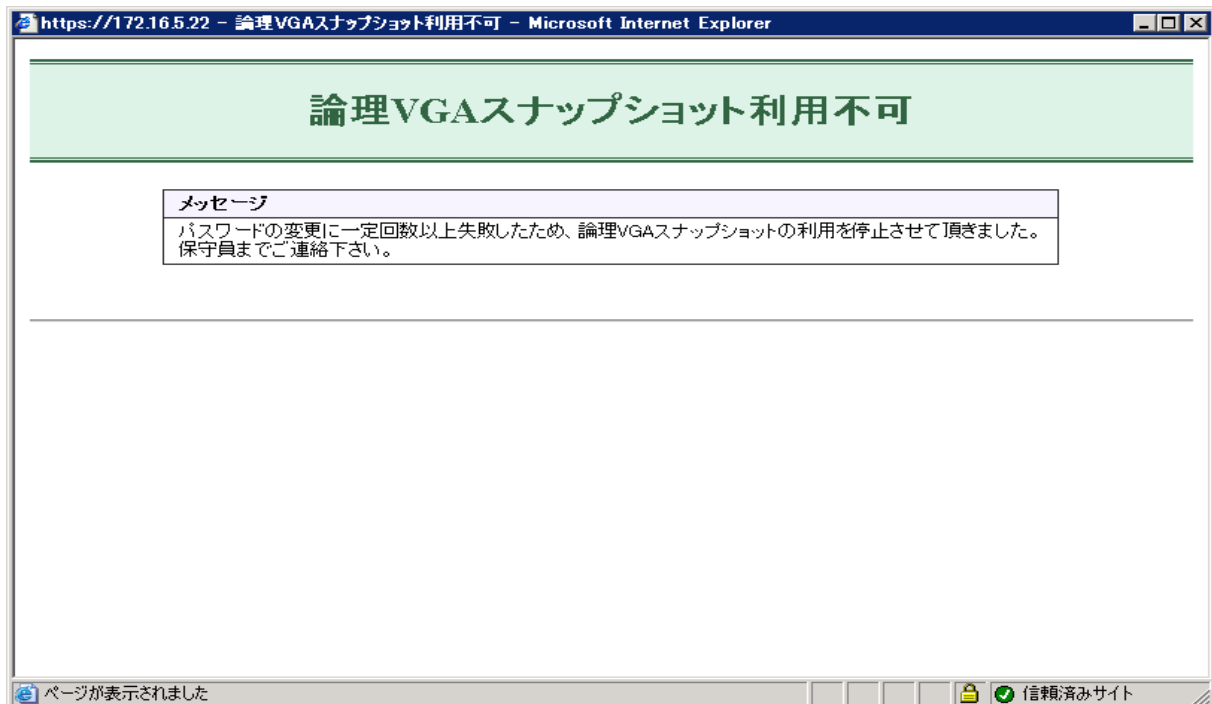 https://172.16.5.22 - 論理VGAスナップショット利用不可 - Microsoft Internet Explorer
論理VGAスナップショット利用不可
メッセージ
パスワードの変更に一定回数以上失敗したため、論理VGAスナップショットの利用を停止させて頂きました。
保守員までご連絡下さい。
ページが表示されました
信頼済みサイト